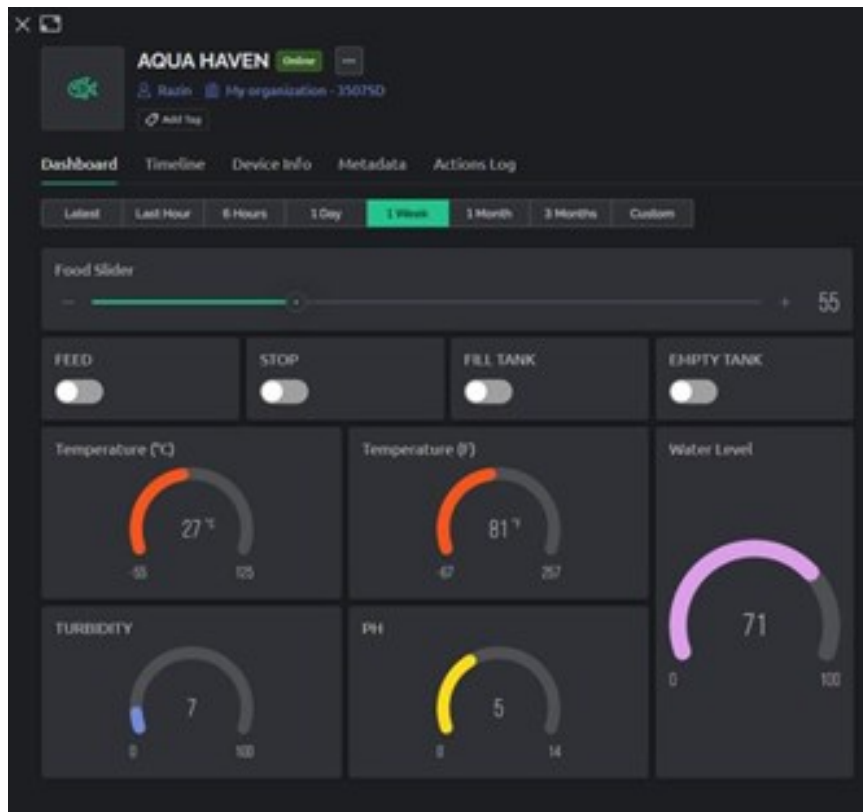 AQUA HAVEN Online
Razin My organization - 3507SD
Add Tag
Dashboard Timeline Device Info Metadata Actions Log
Latest Last Hour 6 Hours 1 Day 1 Week 1 Month 3 Months Custom
Food Slider
55
FEED STOP FILL TANK EMPTY TANK
Temperature (°C) Temperature (F) Water Level
27 81 °F
-55 125 -67 257
71
0 100
TURBIDITY PH
7 5
0 100 0 14